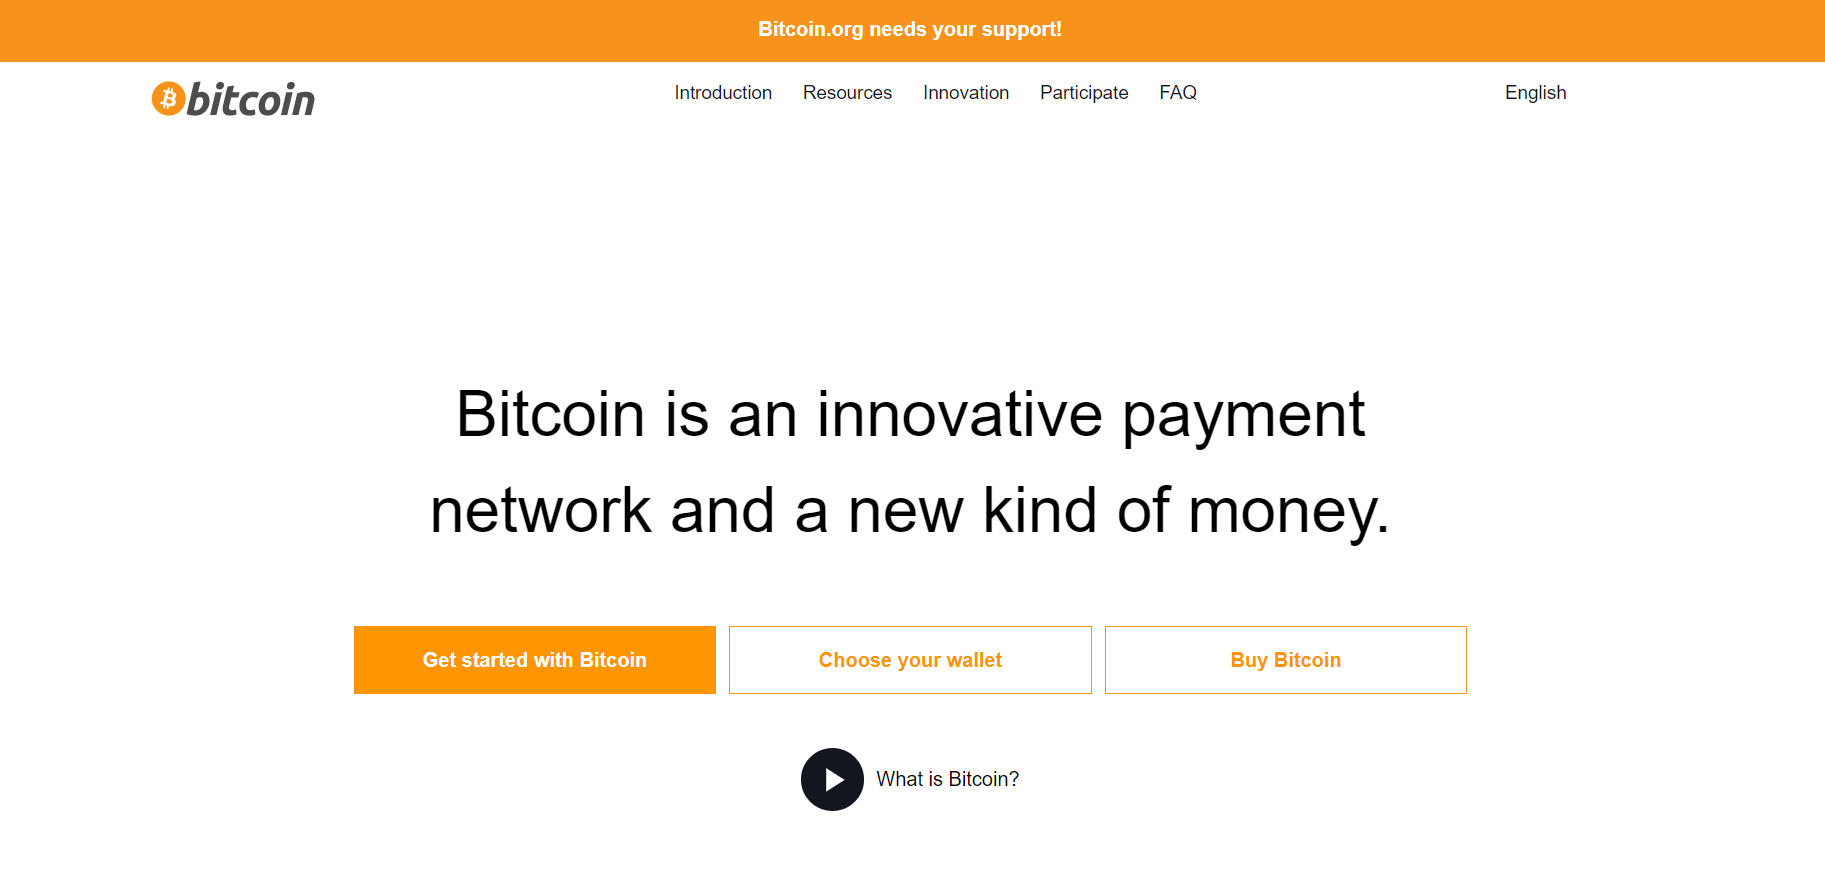 Bitcoin.org needs your support!
bitcoin
Introduction Resources Innovation Participate FAQ English
Bitcoin is an innovative payment
network and a new kind of money.
Get started with Bitcoin Choose your wallet Buy Bitcoin
What is Bitcoin?